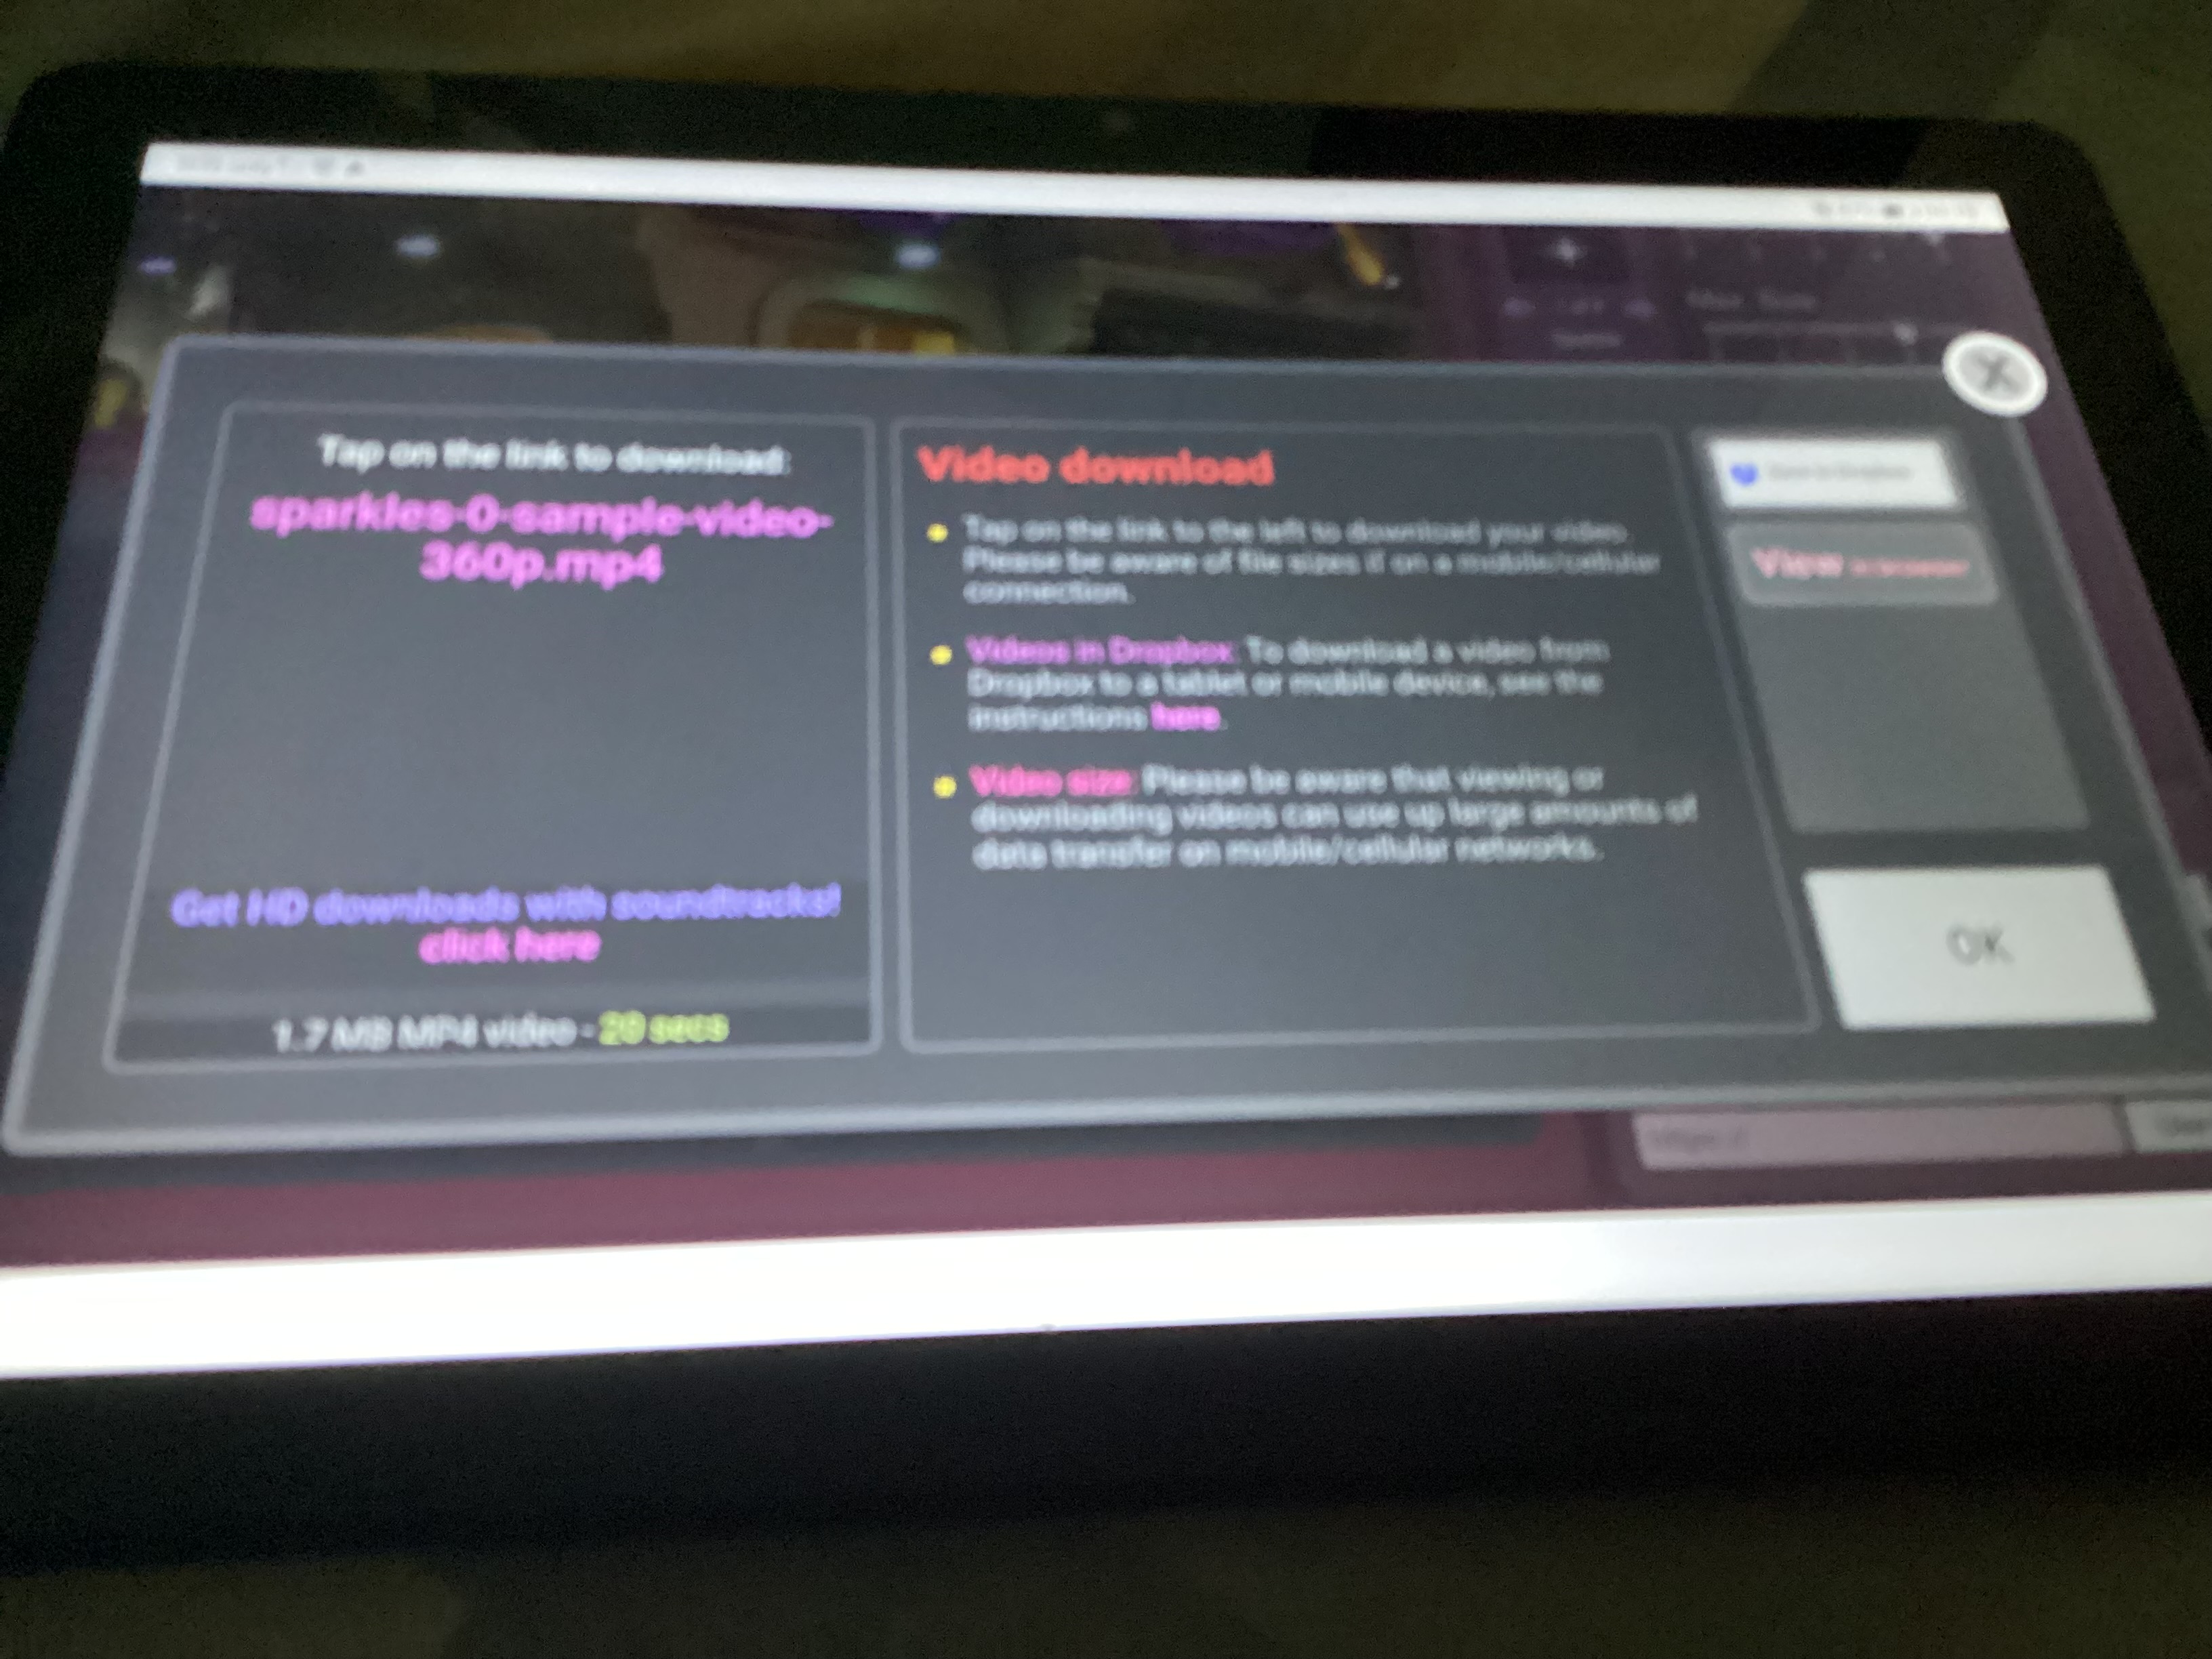 Tap on the link to download:
sparkles-0-sample-video-
360p.mp4
Get HD downloads with soundtracks!
click here
1.7 MB MP4 video - 20 secs
Video download
Tap on the link to the left to download your video.
Please be aware of file sizes if on a mobile/cellular
connection.
Videos in Dropbox: To download a video from
Dropbox to a tablet or mobile device, see the
instructions here.
Video size: Please be aware that viewing or
downloading videos can use up large amounts of
data transfer on mobile/cellular networks.
View
OK